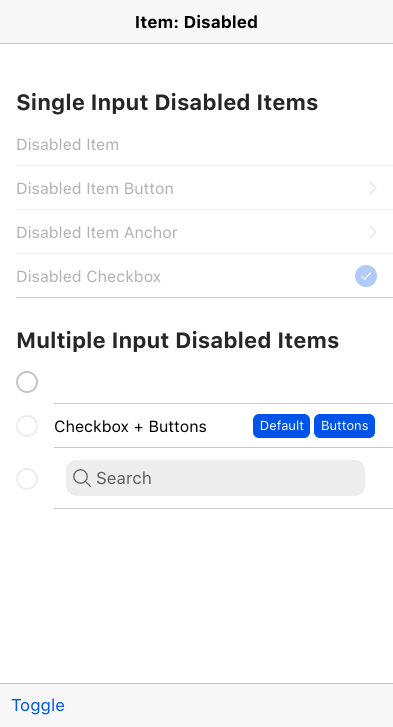 Item: Disabled
Single Input Disabled Items
Disabled Item
Disabled Item Button
Disabled Item Anchor
Disabled Checkbox
Multiple Input Disabled Items
Checkbox + Buttons Default Buttons
Search
Toggle